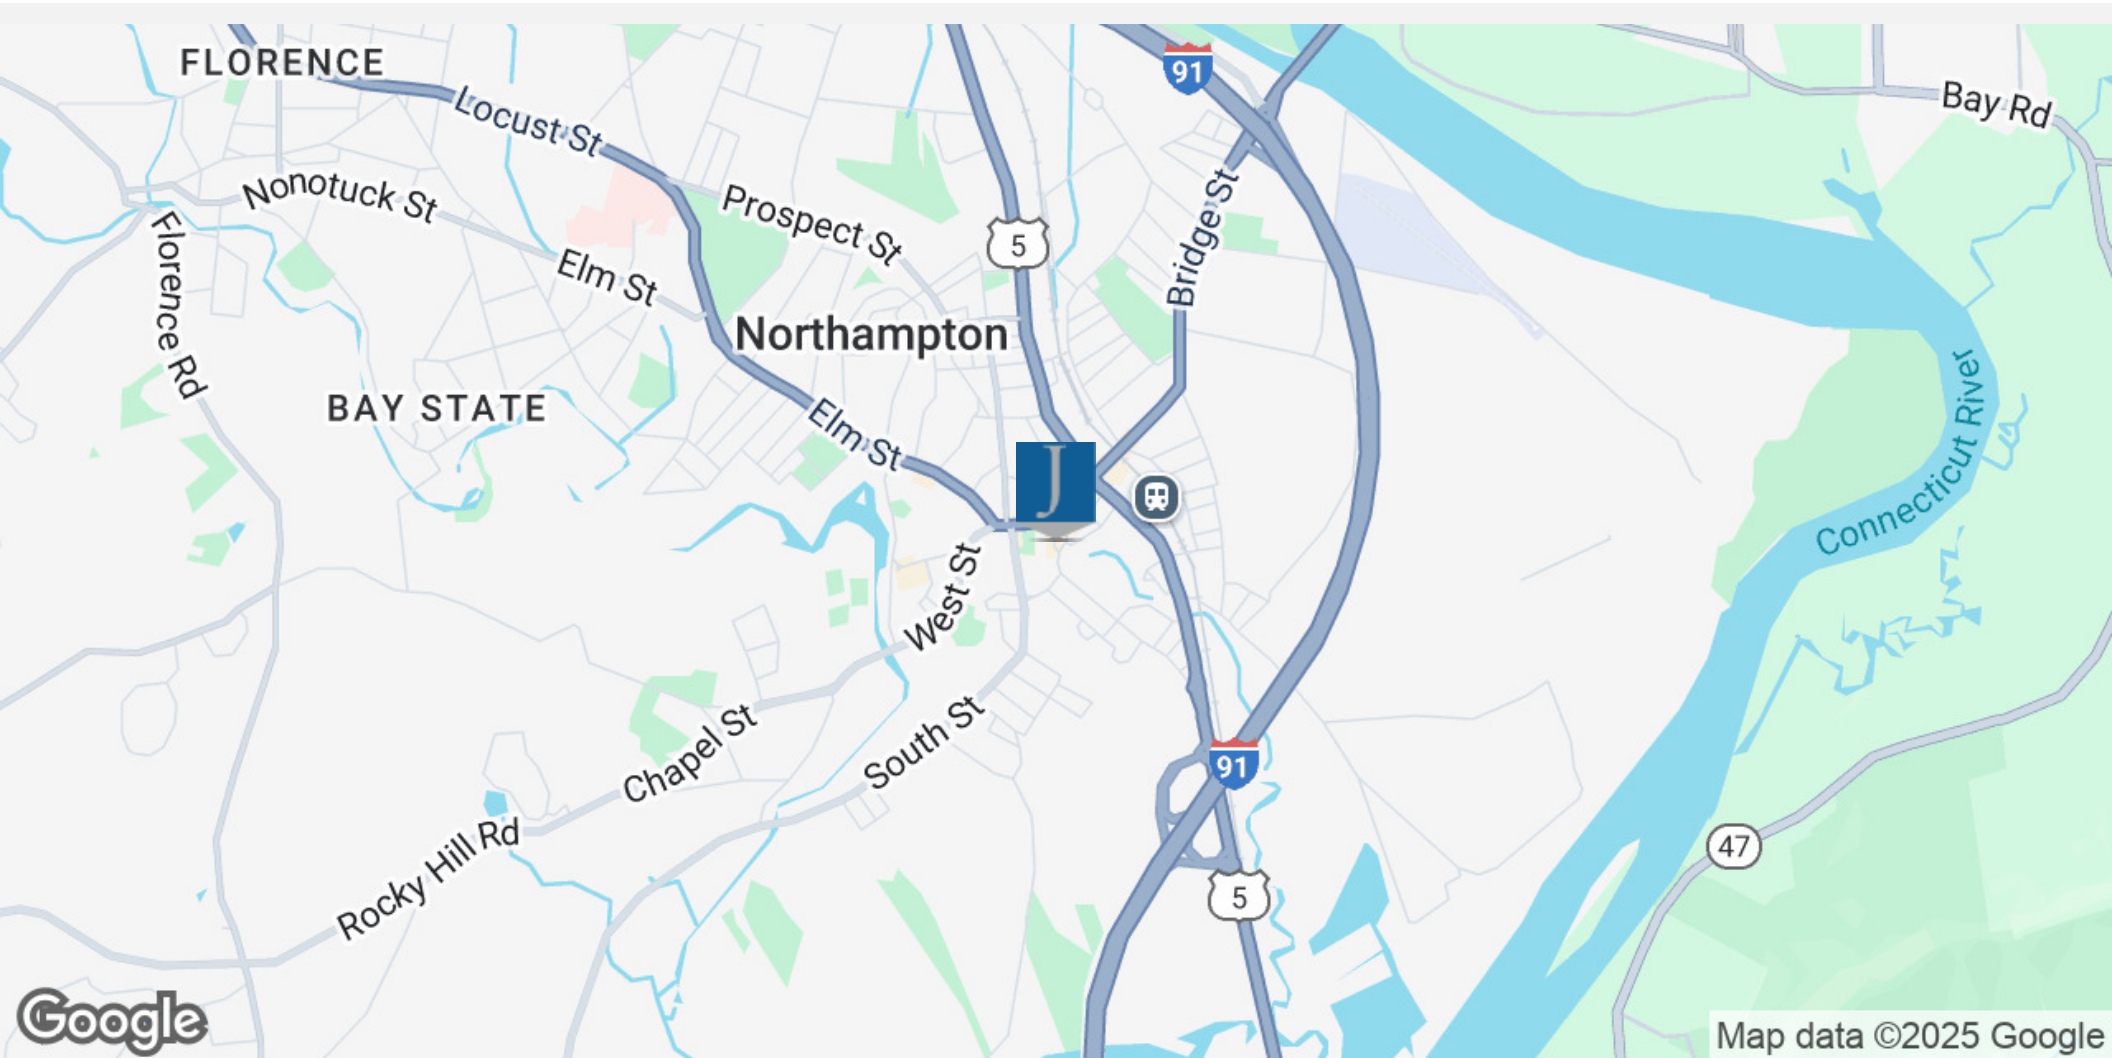 FLORENCE
91
Bay Rd
Locust St
Nonotuck St
Prospect St
Bridge St
5
Florence Rd
Elm St
Northampton
BAY STATE
Elm St
Connecticut River
J
West St
Chapel St
South St
91
Rocky Hill Rd
47
5
Google
Map data ©2025 Google